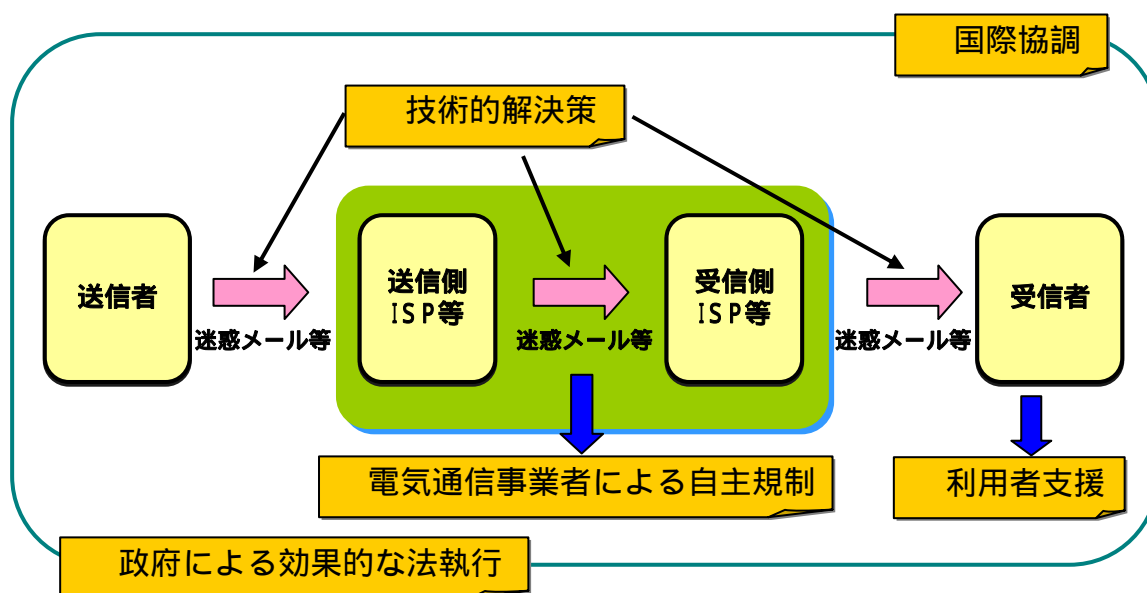 国際協調
技術的解決策
送信者
迷惑メール等
送信側
ISP等
迷惑メール等
受信側
ISP等
迷惑メール等
受信者
電気通信事業者による自主規制
利用者支援
政府による効果的な法執行